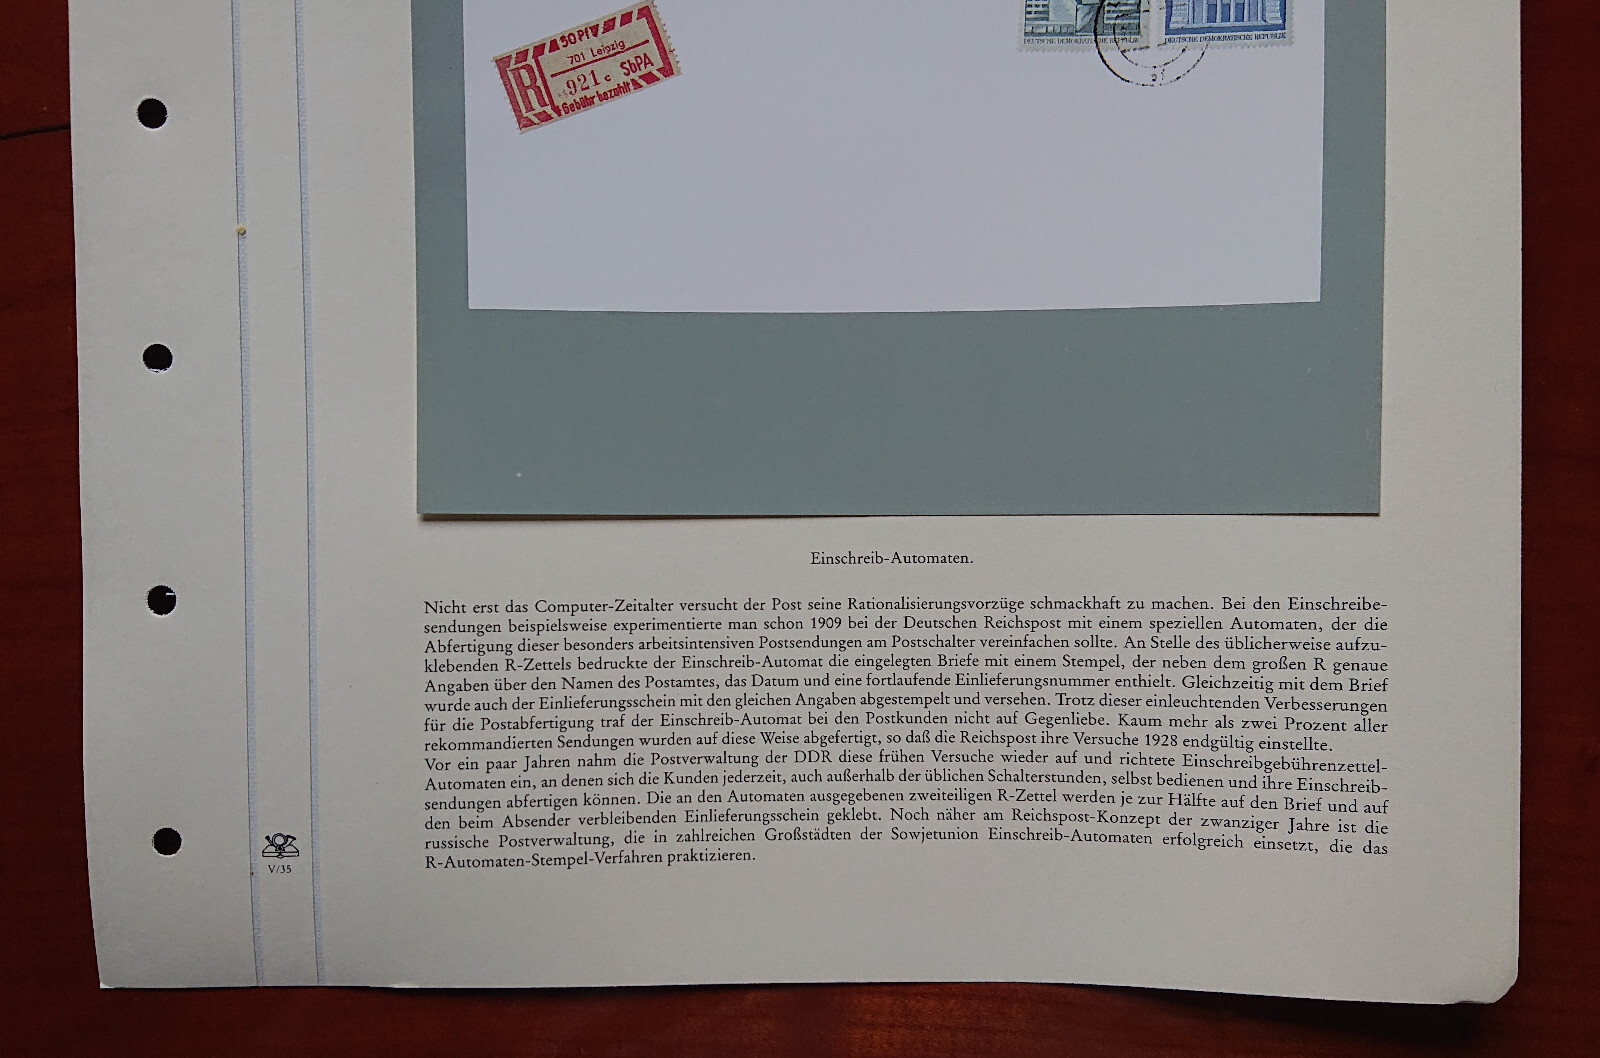 50 Pf
701 Leipzig
R 921 c SbPA
Gebühr bezahlt
DEUTSCHE DEMOKRATISCHE REPUBLIK
DEUTSCHE DEMOKRATISCHE REPUBLIK
Einschreib-Automaten.
Nicht erst das Computer-Zeitalter versucht der Post seine Rationalisierungsvorzüge schmackhaft zu machen. Bei den Einschreibe-
sendungen beispielsweise experimentierte man schon 1909 bei der Deutschen Reichspost mit einem speziellen Automaten, der die
Abfertigung dieser besonders arbeitsintensiven Postsendungen am Postschalter vereinfachen sollte. An Stelle des üblicherweise aufzu-
klebenden R-Zettels bedruckte der Einschreib-Automat die eingelegten Briefe mit einem Stempel, der neben dem großen R genaue
Angaben über den Namen des Postamtes, das Datum und eine fortlaufende Einlieferungsnummer enthielt. Gleichzeitig mit dem Brief
wurde auch der Einlieferungsschein mit den gleichen Angaben abgestempelt und versehen. Trotz dieser einleuchtenden Verbesserungen
für die Postabfertigung traf der Einschreib-Automat bei den Postkunden nicht auf Gegenliebe. Kaum mehr als zwei Prozent aller
rekommandierten Sendungen wurden auf diese Weise abgefertigt, so daß die Reichspost ihre Versuche 1928 endgültig einstellte.
Vor ein paar Jahren nahm die Postverwaltung der DDR diese frühen Versuche wieder auf und richtete Einschreibgebührenzettel-
Automaten ein, an denen sich die Kunden jederzeit, auch außerhalb der üblichen Schalterstunden, selbst bedienen und ihre Einschreib-
sendungen abfertigen können. Die an den Automaten ausgegebenen zweiteiligen R-Zettel werden je zur Hälfte auf den Brief und auf
den beim Absender verbleibenden Einlieferungsschein geklebt. Noch näher am Reichspost-Konzept der zwanziger Jahre ist die
russische Postverwaltung, die in zahlreichen Großstädten der Sowjetunion Einschreib-Automaten erfolgreich einsetzt, die das
R-Automaten-Stempel-Verfahren praktizieren.
V/35